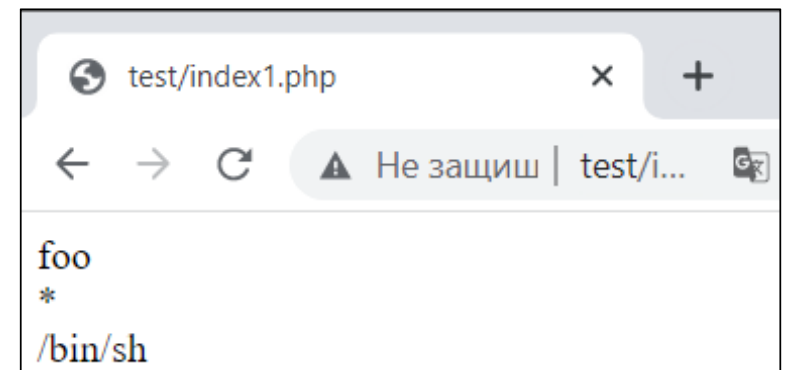 test/index1.php
Не защищ | test/i...
foo
*
/bin/sh